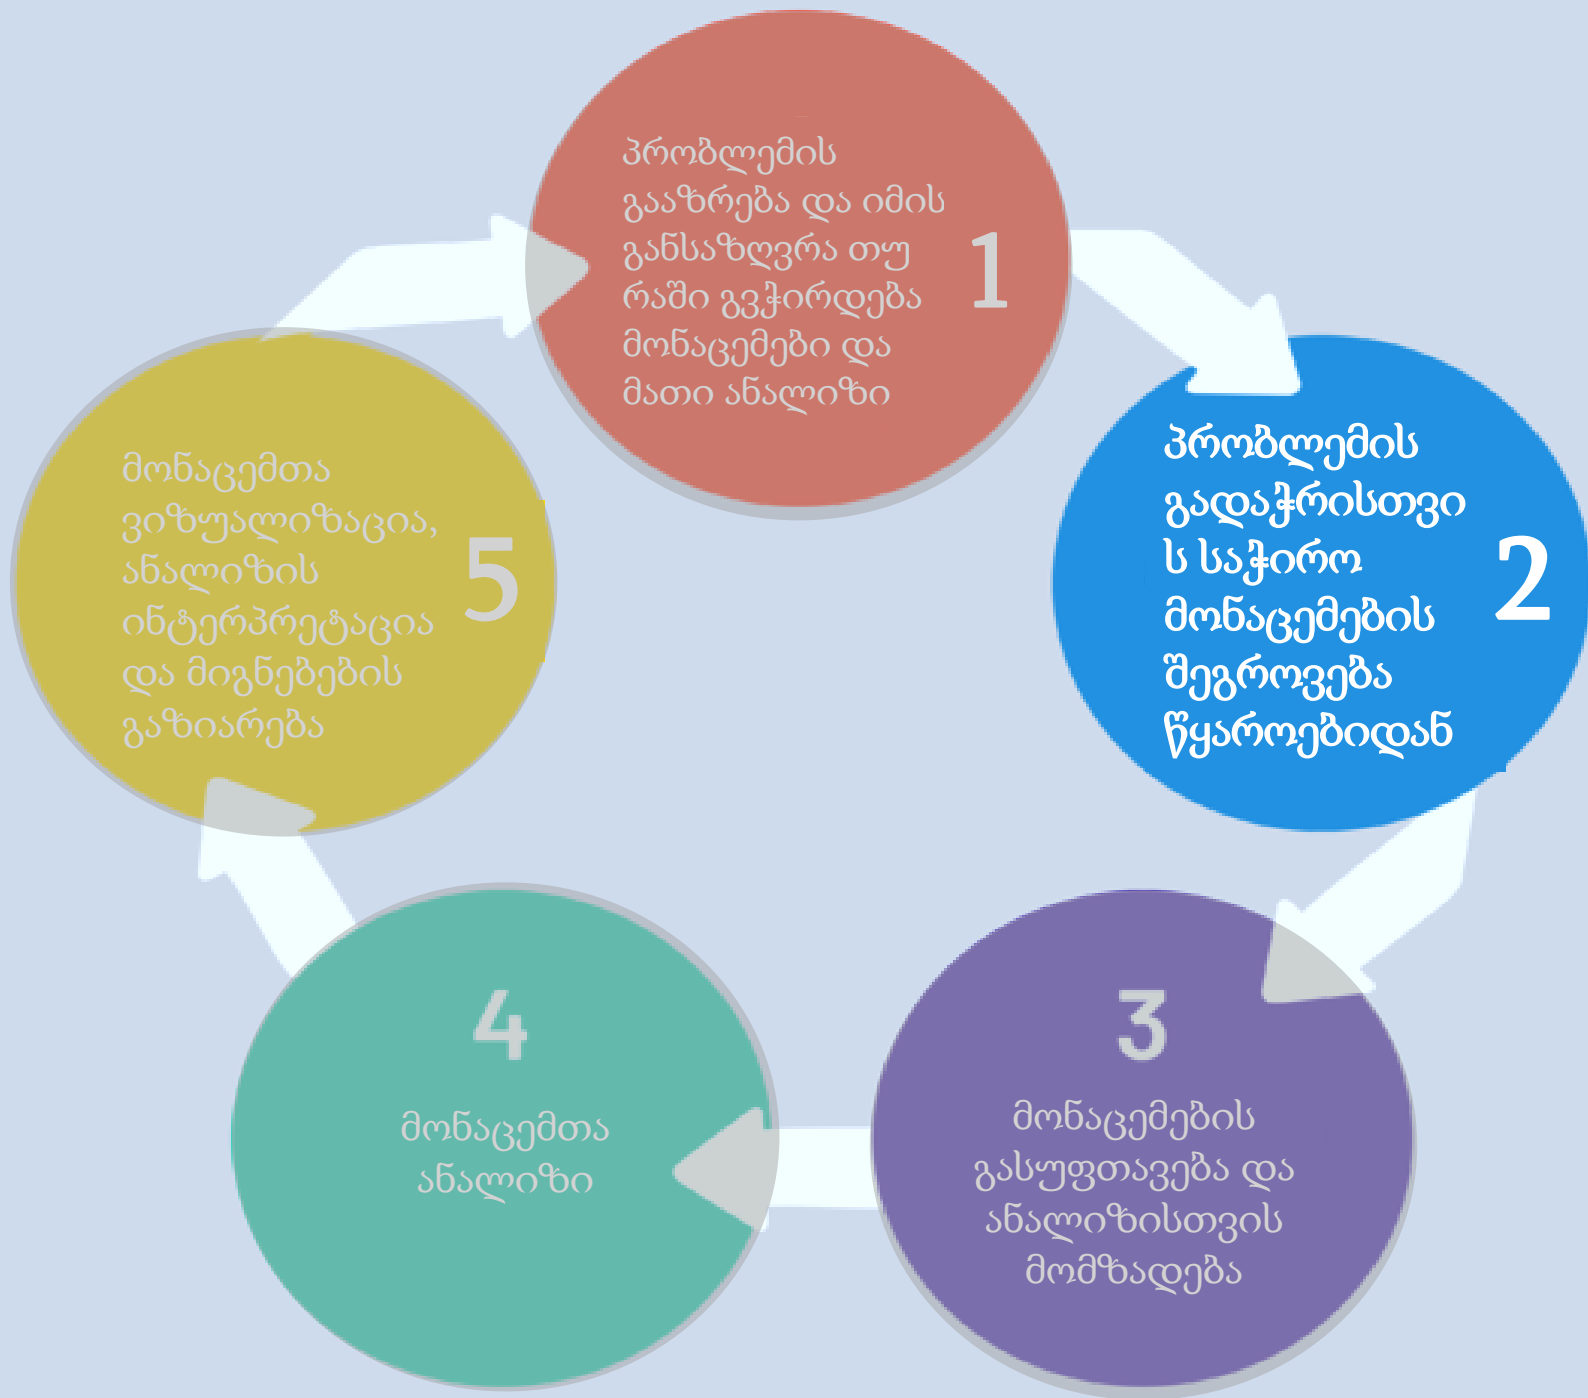 პრობლემის
გააზრება და იმის
განსაზღვრა თუ
რაში გვჭირდება
მონაცემები და
მათი ანალიზი
1
პრობლემის
გადაჭრისთვი
ს საჭირო
მონაცემების
შეგროვება
წყაროებიდან
2
3
მონაცემების
გასუფთავება და
ანალიზისთვის
მომზადება
4
მონაცემთა
ანალიზი
მონაცემთა
ვიზუალიზაცია,
ანალიზის
ინტერპრეტაცია
და მიგნებების
გაზიარება
5